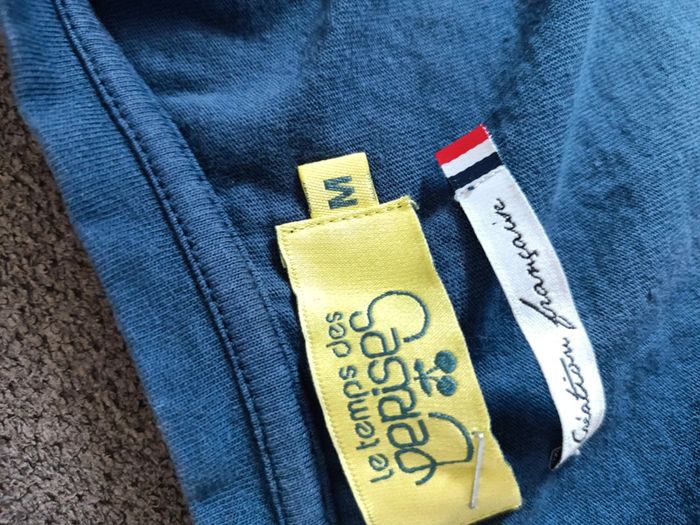 M
le temps des
cerises
Création française